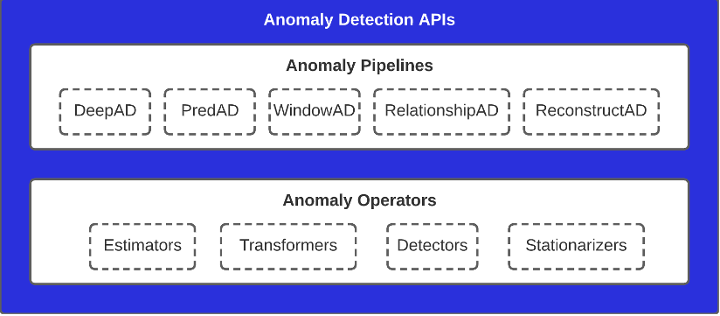 Anomaly Detection APIs
Anomaly Pipelines
DeepAD PredAD WindowAD RelationshipAD ReconstructAD
Anomaly Operators
Estimators Transformers Detectors Stationarizers